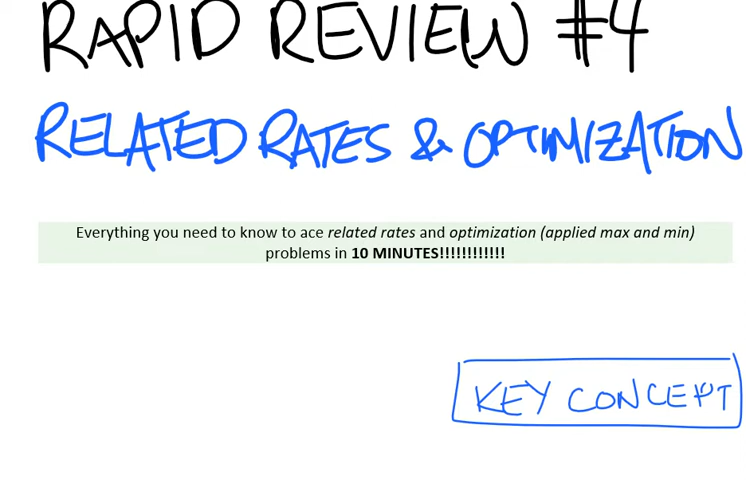 RAPID REVIEW #4
RELATED RATES & OPTIMIZATION
Everything you need to know to ace related rates and optimization (applied max and min)
problems in 10 MINUTES!!!!!!!!!!!!
KEY CONCEPT